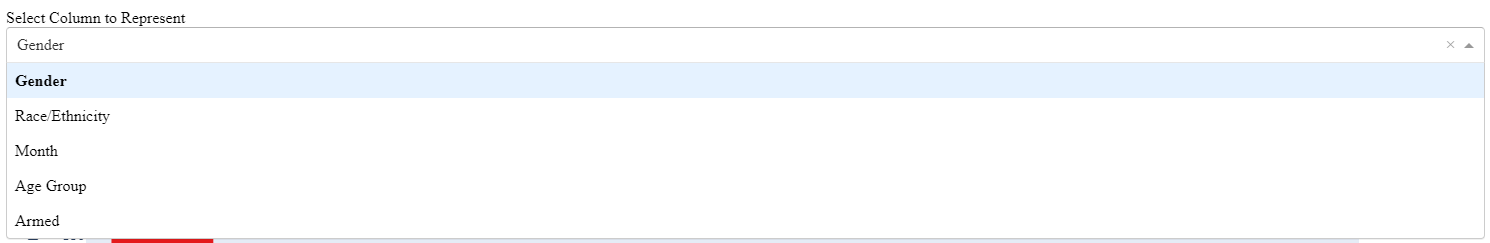 Select Column to Represent
Gender ×
Gender
Race/Ethnicity
Month
Age Group
Armed